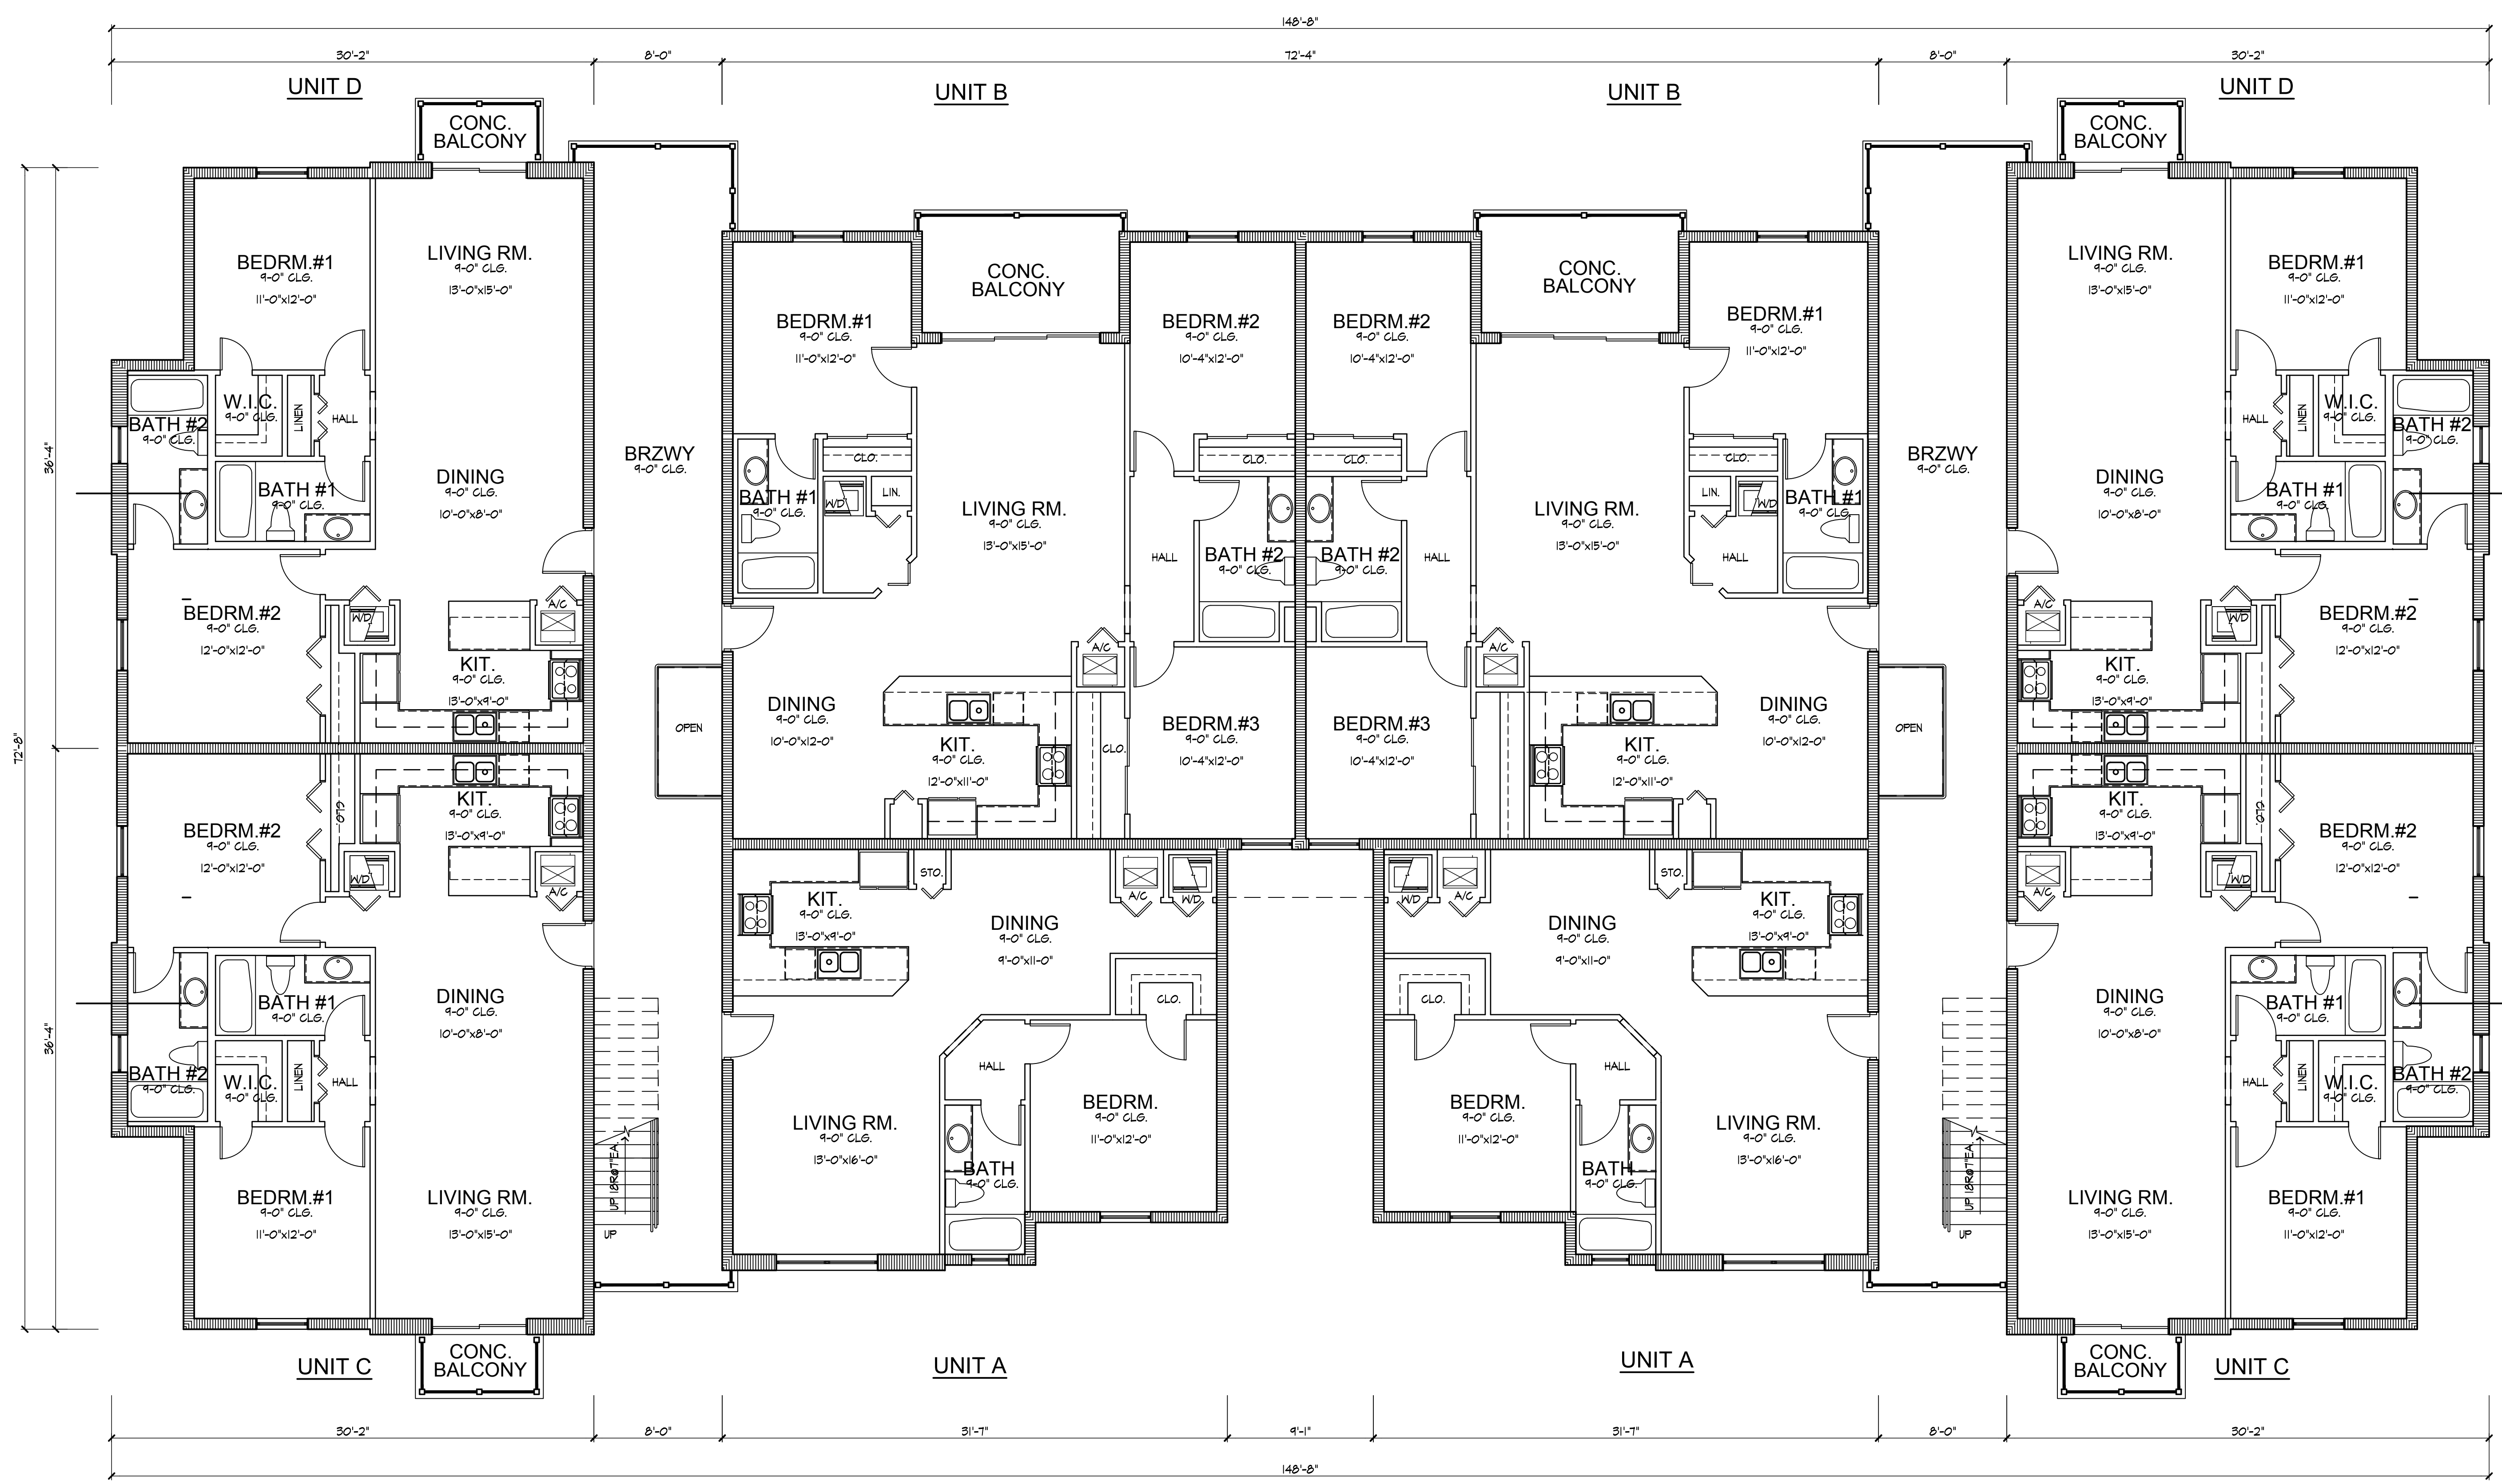 148'-8"
30'-2"
8'-0"
72'-4"
8'-0"
30'-2"
UNIT D
UNIT B
UNIT B
UNIT D
CONC.
BALCONY
CONC.
BALCONY
CONC.
BALCONY
CONC.
BALCONY
72'-8"
36'-4"
36'-4"
BEDRM.#1
9-0" CLG.
11'-0"x12'-0"
LIVING RM.
9-0" CLG.
13'-0"x15'-0"
W.I.C.
9-0" CLG.
LINEN
HALL
BATH #2
9-0" CLG.
BATH #1
9-0" CLG.
DINING
9-0" CLG.
10'-0"x8'-0"
BEDRM.#2
9-0" CLG.
12'-0"x12'-0"
W/D
A/C
KIT.
9-0" CLG.
13'-0"x9'-0"
BRZWY
9-0" CLG.
OPEN
BEDRM.#1
9-0" CLG.
11'-0"x12'-0"
BEDRM.#2
9-0" CLG.
10'-4"x12'-0"
CLO.
CLO.
BATH #1
9-0" CLG.
W/D
LIN.
LIVING RM.
9-0" CLG.
13'-0"x15'-0"
HALL
BATH #2
9-0" CLG.
A/C
DINING
9-0" CLG.
10'-0"x12-0"
KIT.
9-0" CLG.
12'-0"x11'-0"
CLO.
BEDRM.#3
9-0" CLG.
10'-4"x12'-0"
BEDRM.#2
9-0" CLG.
10'-4"x12'-0"
BEDRM.#1
9-0" CLG.
11'-0"x12'-0"
CLO.
CLO.
LIN.
W/D
BATH #1
9-0" CLG.
LIVING RM.
9-0" CLG.
13'-0"x15'-0"
HALL
HALL
BATH #2
9-0" CLG.
A/C
BEDRM.#3
9-0" CLG.
10'-4"x12'-0"
KIT.
9-0" CLG.
12'-0"x11'-0"
DINING
9-0" CLG.
10'-0"x12-0"
BRZWY
9-0" CLG.
OPEN
LIVING RM.
9-0" CLG.
13'-0"x15'-0"
BEDRM.#1
9-0" CLG.
11'-0"x12'-0"
HALL
LINEN
W.I.C.
9-0" CLG.
BATH #2
9-0" CLG.
DINING
9-0" CLG.
10'-0"x8'-0"
BATH #1
9-0" CLG.
A/C
W/D
BEDRM.#2
9-0" CLG.
12'-0"x12'-0"
KIT.
9-0" CLG.
13'-0"x9'-0"
BEDRM.#2
9-0" CLG.
12'-0"x12'-0"
CLO.
KIT.
9-0" CLG.
13'-0"x9'-0"
W/D
A/C
DINING
9-0" CLG.
10'-0"x8'-0"
BATH #1
9-0" CLG.
BATH #2
9-0" CLG.
W.I.C.
9-0" CLG.
LINEN
HALL
BEDRM.#1
9-0" CLG.
11'-0"x12'-0"
LIVING RM.
9-0" CLG.
13'-0"x15'-0"
UP 18R@7"EA.
UP
KIT.
9-0" CLG.
13'-0"x9'-0"
STO.
DINING
9-0" CLG.
9'-0"x11-0"
A/C
W/D
CLO.
HALL
BEDRM.
9-0" CLG.
11'-0"x12'-0"
LIVING RM.
9-0" CLG.
13'-0"x16'-0"
BATH
9-0" CLG.
W/D
A/C
STO.
DINING
9-0" CLG.
9'-0"x11-0"
KIT.
9-0" CLG.
13'-0"x9'-0"
CLO.
HALL
BEDRM.
9-0" CLG.
11'-0"x12'-0"
LIVING RM.
9-0" CLG.
13'-0"x16'-0"
BATH
9-0" CLG.
UP 18R@7"EA.
UP
KIT.
9-0" CLG.
13'-0"x9'-0"
CLO.
BEDRM.#2
9-0" CLG.
12'-0"x12'-0"
A/C
W/D
DINING
9-0" CLG.
10'-0"x8'-0"
BATH #1
9-0" CLG.
HALL
LINEN
W.I.C.
9-0" CLG.
BATH #2
9-0" CLG.
LIVING RM.
9-0" CLG.
13'-0"x15'-0"
BEDRM.#1
9-0" CLG.
11'-0"x12'-0"
UNIT C
CONC.
BALCONY
UNIT A
UNIT A
CONC.
BALCONY
UNIT C
30'-2"
8'-0"
31'-7"
9'-1"
31'-7"
8'-0"
30'-2"
148'-8"